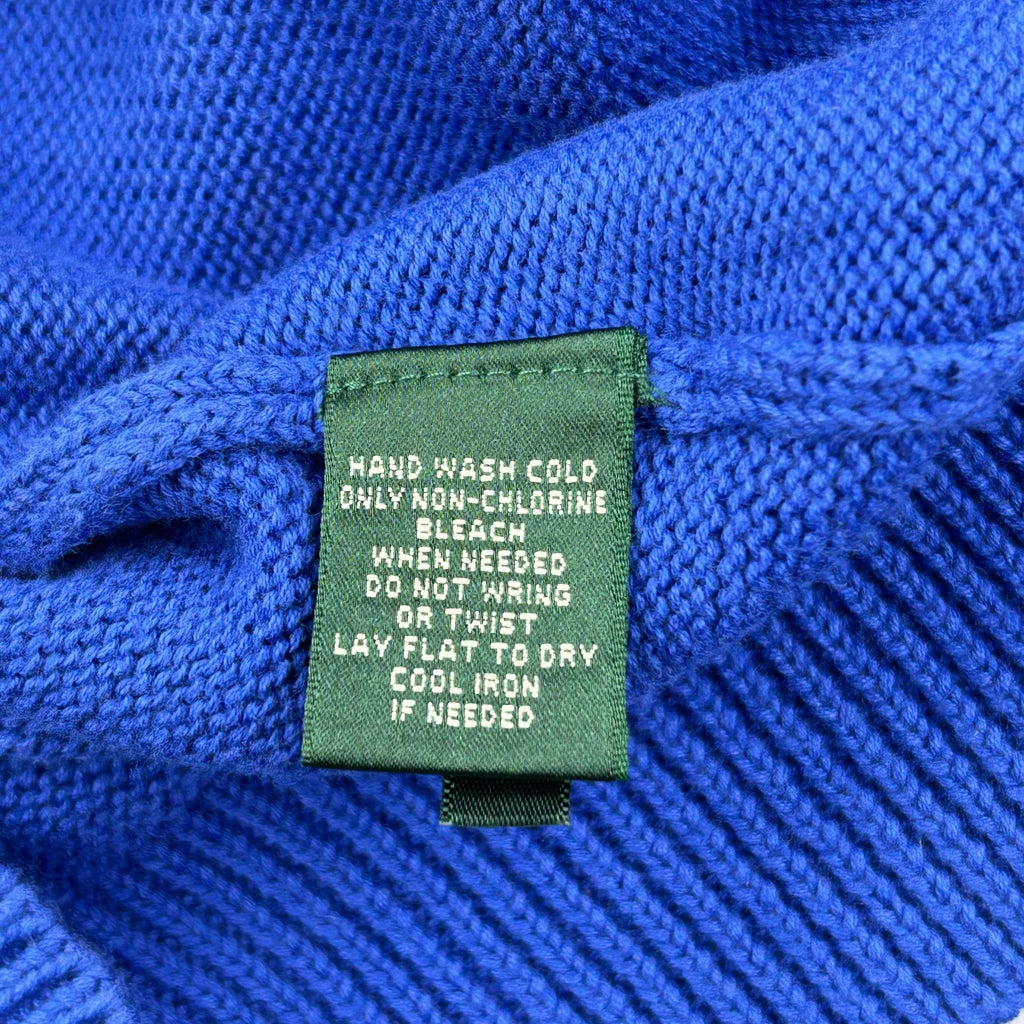 HAND WASH COLD
ONLY NON-CHLORINE
BLEACH
WHEN NEEDED
DO NOT WRING
OR TWIST
LAY FLAT TO DRY
COOL IRON
IF NEEDED